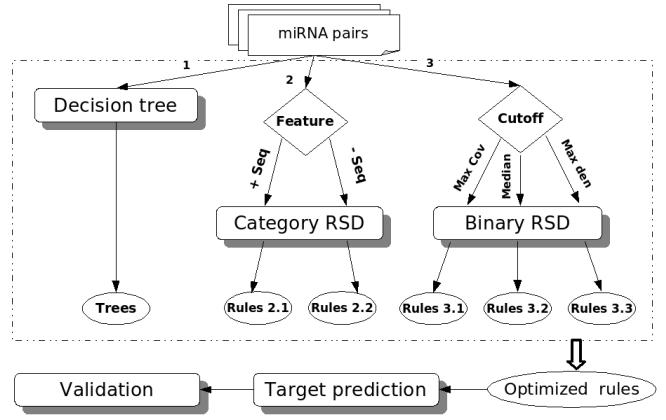 miRNA pairs
1
2
3
Decision tree
Feature
Cutoff
+ Seq
- Seq
Max Cov
Median
Max den
Category RSD
Binary RSD
Trees
Rules 2.1
Rules 2.2
Rules 3.1
Rules 3.2
Rules 3.3
Validation
Target prediction
Optimized rules